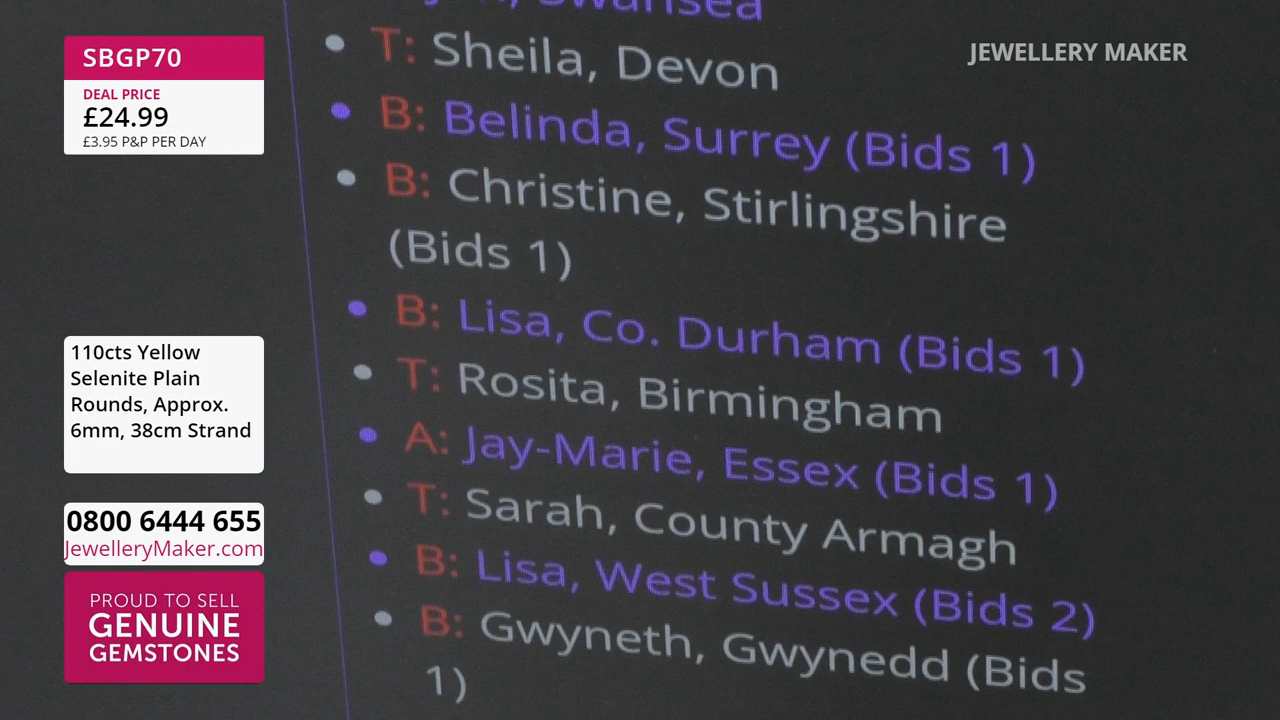 SBGP70
DEAL PRICE
£24.99
£3.95 P&P PER DAY
110cts Yellow
Selenite Plain
Rounds, Approx.
6mm, 38cm Strand
0800 6444 655
JewelleryMaker.com
PROUD TO SELL
GENUINE
GEMSTONES
JEWELLERY MAKER
Swansea
T: Sheila, Devon
B: Belinda, Surrey (Bids 1)
B: Christine, Stirlingshire
(Bids 1)
B: Lisa, Co. Durham (Bids 1)
T: Rosita, Birmingham
A: Jay-Marie, Essex (Bids 1)
T: Sarah, County Armagh
B: Lisa, West Sussex (Bids 2)
B: Gwyneth, Gwynedd (Bids
1)